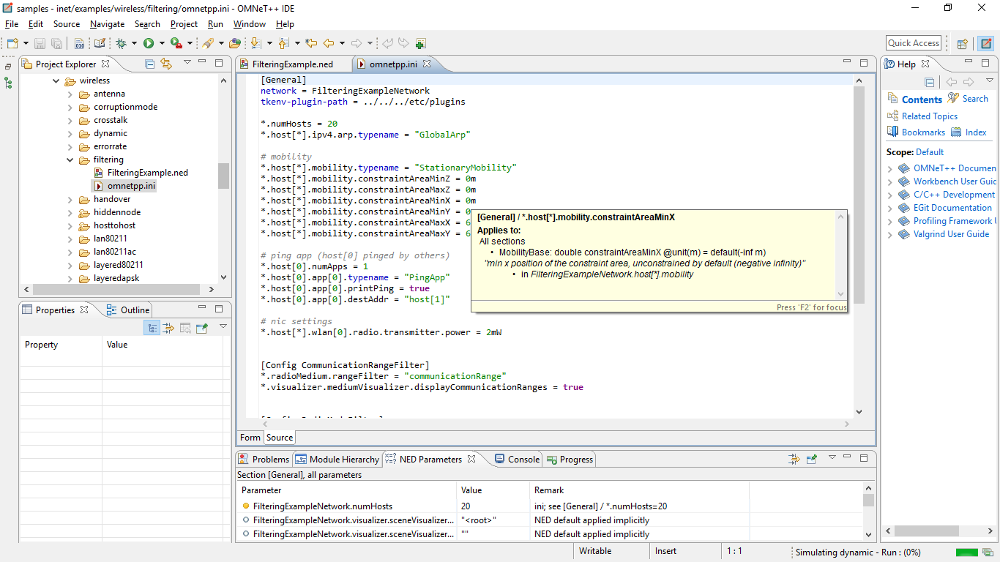 samples - inet/examples/wireless/filtering/omnetpp.ini - OMNeT++ IDE
File Edit Source Navigate Search Project Run Window Help
Quick Access
Project Explorer
wireless
antenna
corruptionmode
crosstalk
dynamic
errorrate
filtering
FilteringExample.ned
omnetpp.ini
handover
hiddennode
hosttohost
lan80211
lan80211ac
layered80211
layeredapsk
Properties Outline
Property Value
FilteringExample.ned omnetpp.ini
[General]
network = FilteringExampleNetwork
tkenv-plugin-path = ../../../etc/plugins
*.numHosts = 20
*.host[*].ipv4.arp.typename = "GlobalArp"
# mobility
*.host[*].mobility.typename = "StationaryMobility"
*.host[*].mobility.constraintAreaMinZ = 0m
*.host[*].mobility.constraintAreaMaxZ = 0m
*.host[*].mobility.constraintAreaMinX = 0m
*.host[*].mobility.constraintAreaMinY = 0
*.host[*].mobility.constraintAreaMaxX = 6
*.host[*].mobility.constraintAreaMaxY = 6
# ping app (host[0] pinged by others)
*.host[0].numApps = 1
*.host[0].app[0].typename = "PingApp"
*.host[0].app[0].printPing = true
*.host[0].app[0].destAddr = "host[1]"
# nic settings
*.host[*].wlan[0].radio.transmitter.power = 2mW
[Config CommunicationRangeFilter]
*.radioMedium.rangeFilter = "communicationRange"
*.visualizer.mediumVisualizer.displayCommunicationRanges = true
[General] / *.host[*].mobility.constraintAreaMinX
Applies to:
All sections
• MobilityBase: double constraintAreaMinX @unit(m) = default(-inf m)
"min x position of the constraint area, unconstrained by default (negative infinity)"
• in FilteringExampleNetwork.host[*].mobility
Press 'F2' for focus
Form Source
Problems Module Hierarchy NED Parameters Console Progress
Section [General], all parameters
Parameter Value Remark
FilteringExampleNetwork.numHosts 20 ini; see [General] / *.numHosts=20
FilteringExampleNetwork.visualizer.sceneVisualizer... "<root>" NED default applied implicitly
FilteringExampleNetwork.visualizer.sceneVisualizer... "" NED default applied implicitly
Help
Contents Search
Related Topics
Bookmarks Index
Scope: Default
OMNeT++ Documen
Workbench User Guid
C/C++ Development
EGit Documentation
Profiling Framework U
Valgrind User Guide
Writable Insert 1 : 1 Simulating dynamic - Run : (0%)